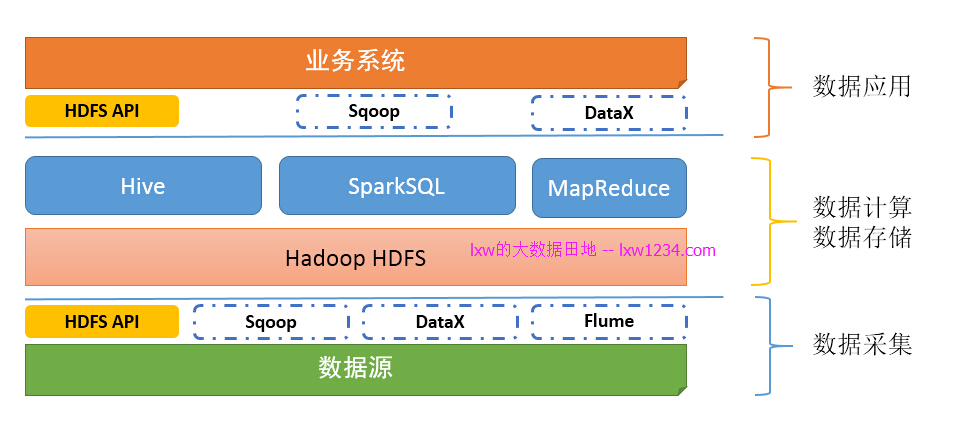 业务系统
HDFS API
Sqoop
DataX
数据应用
Hive
SparkSQL
MapReduce
数据计算
数据存储
Hadoop HDFS
lxw的大数据田地 -- lxw1234.com
HDFS API
Sqoop
DataX
Flume
数据源
数据采集